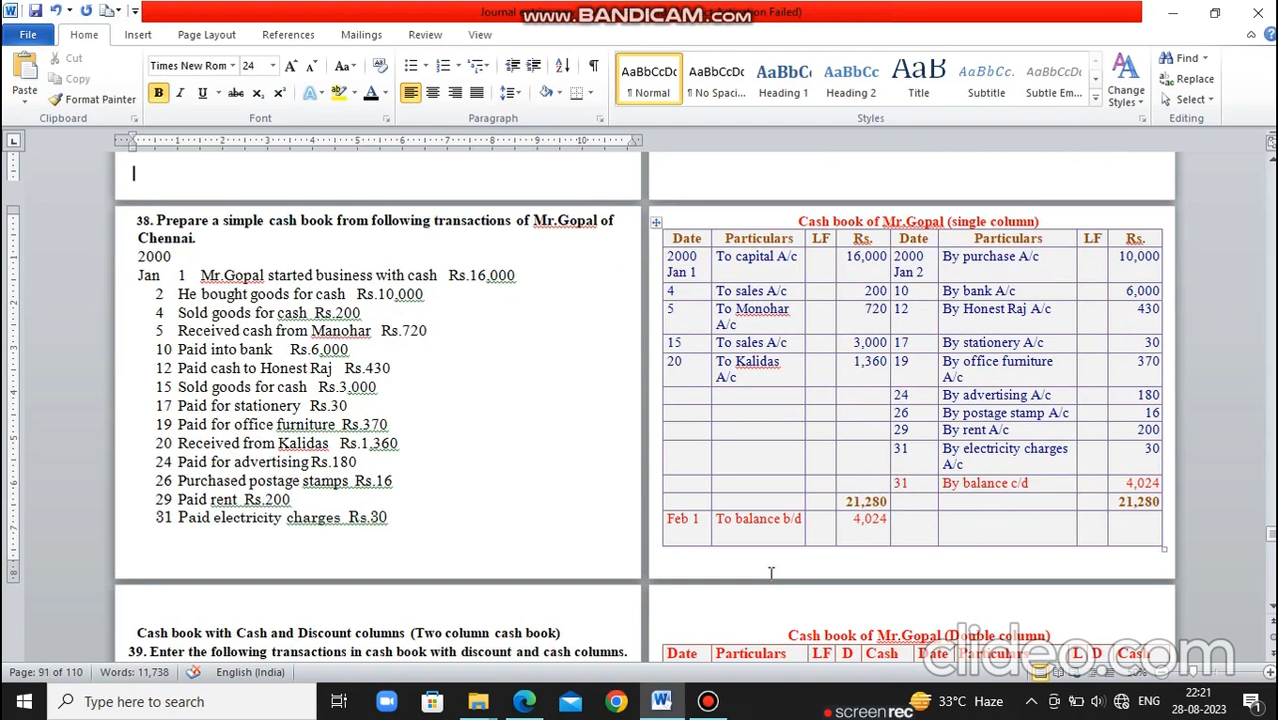 Journal entries
t Activation Failed)
www.BANDICAM.com
File Home Insert Page Layout References Mailings Review View
Cut
Copy
Format Painter
Paste
Times New Rom 24
Aa
B I U abc x₂ x²
AaBbCcDc AaBbCcDc AaBbC AaBbCc AaB AaBbCc AaBbCcDc
¶ Normal ¶ No Spaci... Heading 1 Heading 2 Title Subtitle Subtle Em...
Change Styles
Find
Replace
Select
Clipboard Font Paragraph Styles Editing
38. Prepare a simple cash book from following transactions of Mr.Gopal of
Chennai.
2000
Jan 1 Mr.Gopal started business with cash Rs.16,000
2 He bought goods for cash Rs.10,000
4 Sold goods for cash Rs.200
5 Received cash from Manohar Rs.720
10 Paid into bank Rs.6,000
12 Paid cash to Honest Raj Rs.430
15 Sold goods for cash Rs.3,000
17 Paid for stationery Rs.30
19 Paid for office furniture Rs.370
20 Received from Kalidas Rs.1,360
24 Paid for advertising Rs.180
26 Purchased postage stamps Rs.16
29 Paid rent Rs.200
31 Paid electricity charges Rs.30
Cash book of Mr.Gopal (single column)
Date Particulars LF Rs. Date Particulars LF Rs.
2000 To capital A/c 16,000 2000 By purchase A/c 10,000
Jan 1 Jan 2
4 To sales A/c 200 10 By bank A/c 6,000
5 To Monohar 720 12 By Honest Raj A/c 430
A/c
15 To sales A/c 3,000 17 By stationery A/c 30
20 To Kalidas 1,360 19 By office furniture 370
A/c A/c
24 By advertising A/c 180
26 By postage stamp A/c 16
29 By rent A/c 200
31 By electricity charges 30
A/c
31 By balance c/d 4,024
21,280 21,280
Feb 1 To balance b/d 4,024
Cash book with Cash and Discount columns (Two column cash book)
39. Enter the following transactions in cash book with discount and cash columns.
Cash book of Mr.Gopal (Double column)
Date Particulars LF D Cash Date Particulars L D Cash
clideo.com
Page: 91 of 110 Words: 11,738 English (India)
Type here to search
33°C Haze
ENG
22:21
28-08-2023
screen rec